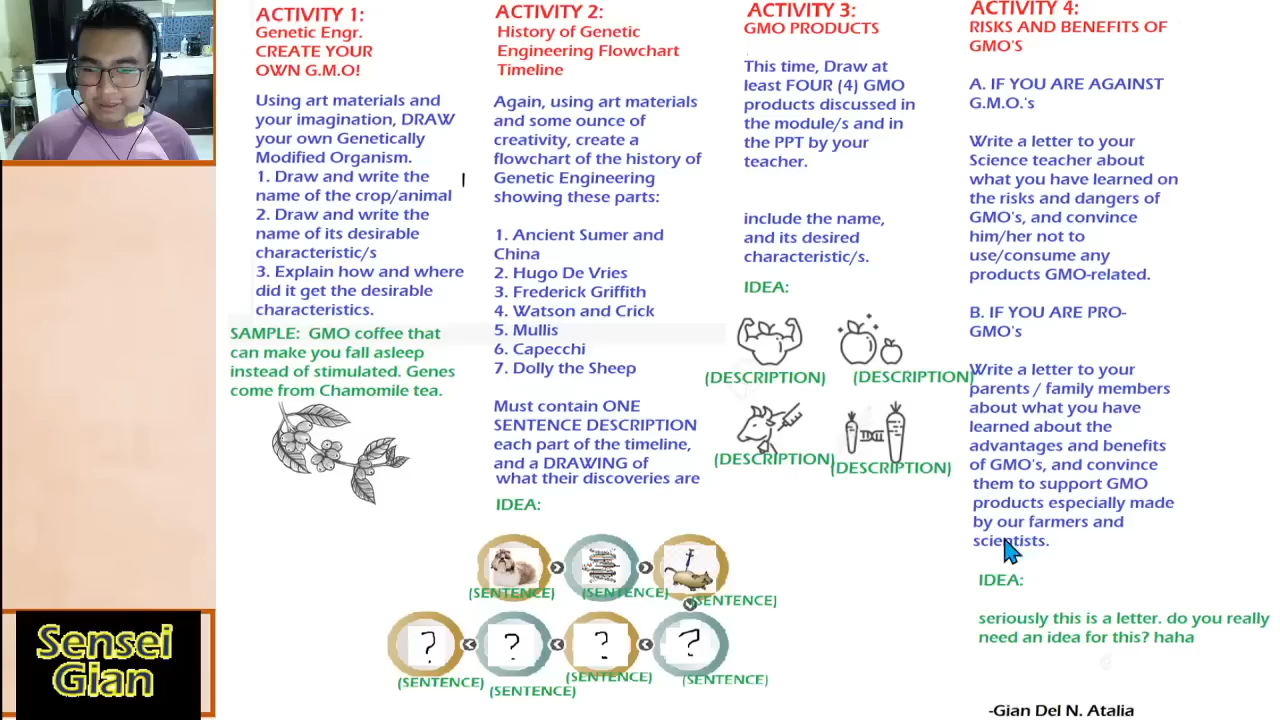 ACTIVITY 1:
Genetic Engr.
CREATE YOUR
OWN G.M.O!
Using art materials and
your imagination, DRAW
your own Genetically
Modified Organism.
1. Draw and write the
name of the crop/animal
2. Draw and write the
name of its desirable
characteristic/s
3. Explain how and where
did it get the desirable
characteristics.
SAMPLE: GMO coffee that
can make you fall asleep
instead of stimulated. Genes
come from Chamomile tea.
ACTIVITY 2:
History of Genetic
Engineering Flowchart
Timeline
Again, using art materials
and some ounce of
creativity, create a
flowchart of the history of
Genetic Engineering
showing these parts:
1. Ancient Sumer and
China
2. Hugo De Vries
3. Frederick Griffith
4. Watson and Crick
5. Mullis
6. Capecchi
7. Dolly the Sheep
Must contain ONE
SENTENCE DESCRIPTION
each part of the timeline,
and a DRAWING of
what their discoveries are
IDEA:
(SENTENCE) (SENTENCE) (SENTENCE)
? ? ? ?
(SENTENCE) (SENTENCE) (SENTENCE) (SENTENCE)
ACTIVITY 3:
GMO PRODUCTS
This time, Draw at
least FOUR (4) GMO
products discussed in
the module/s and in
the PPT by your
teacher.
include the name,
and its desired
characteristic/s.
IDEA:
(DESCRIPTION) (DESCRIPTION)
(DESCRIPTION) (DESCRIPTION)
ACTIVITY 4:
RISKS AND BENEFITS OF
GMO'S
A. IF YOU ARE AGAINST
G.M.O.'s
Write a letter to your
Science teacher about
what you have learned on
the risks and dangers of
GMO's, and convince
him/her not to
use/consume any
products GMO-related.
B. IF YOU ARE PRO-
GMO's
Write a letter to your
parents / family members
about what you have
learned about the
advantages and benefits
of GMO's, and convince
them to support GMO
products especially made
by our farmers and
scientists.
IDEA:
seriously this is a letter. do you really
need an idea for this? haha
-Gian Del N. Atalia
Sensei
Gian